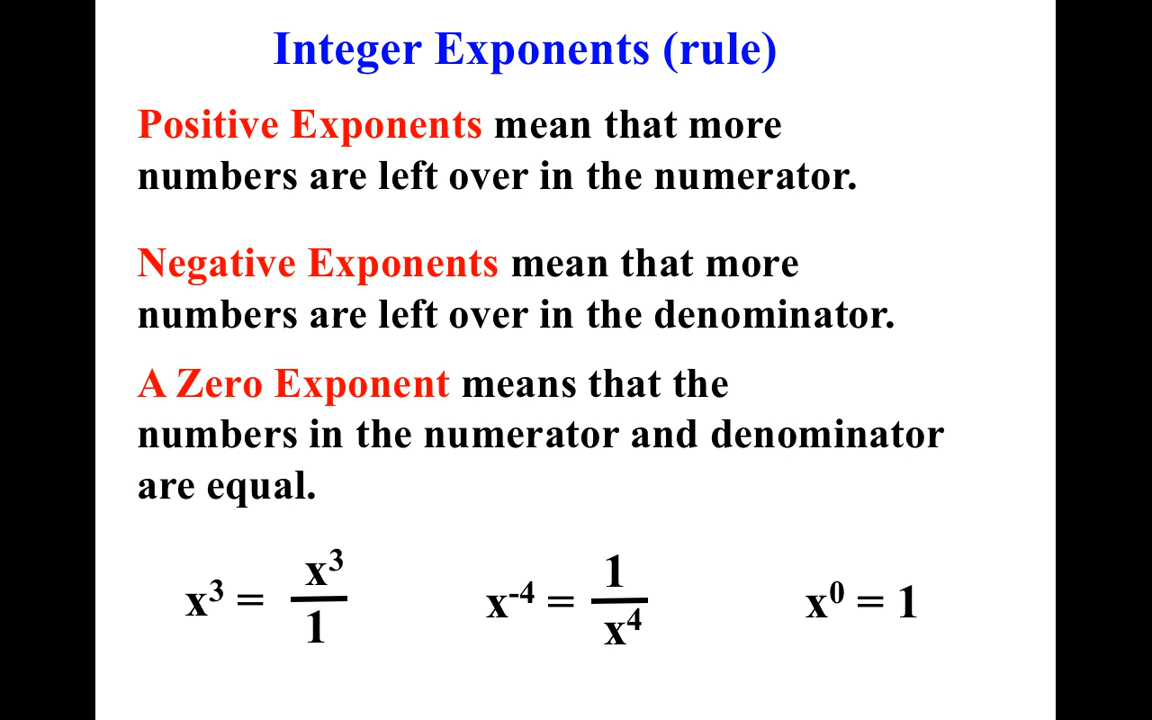 Integer Exponents (rule)
Positive Exponents mean that more
numbers are left over in the numerator.
Negative Exponents mean that more
numbers are left over in the denominator.
A Zero Exponent means that the
numbers in the numerator and denominator
are equal.
x³ = x³/1
x⁻⁴ = 1/x⁴
x⁰ = 1